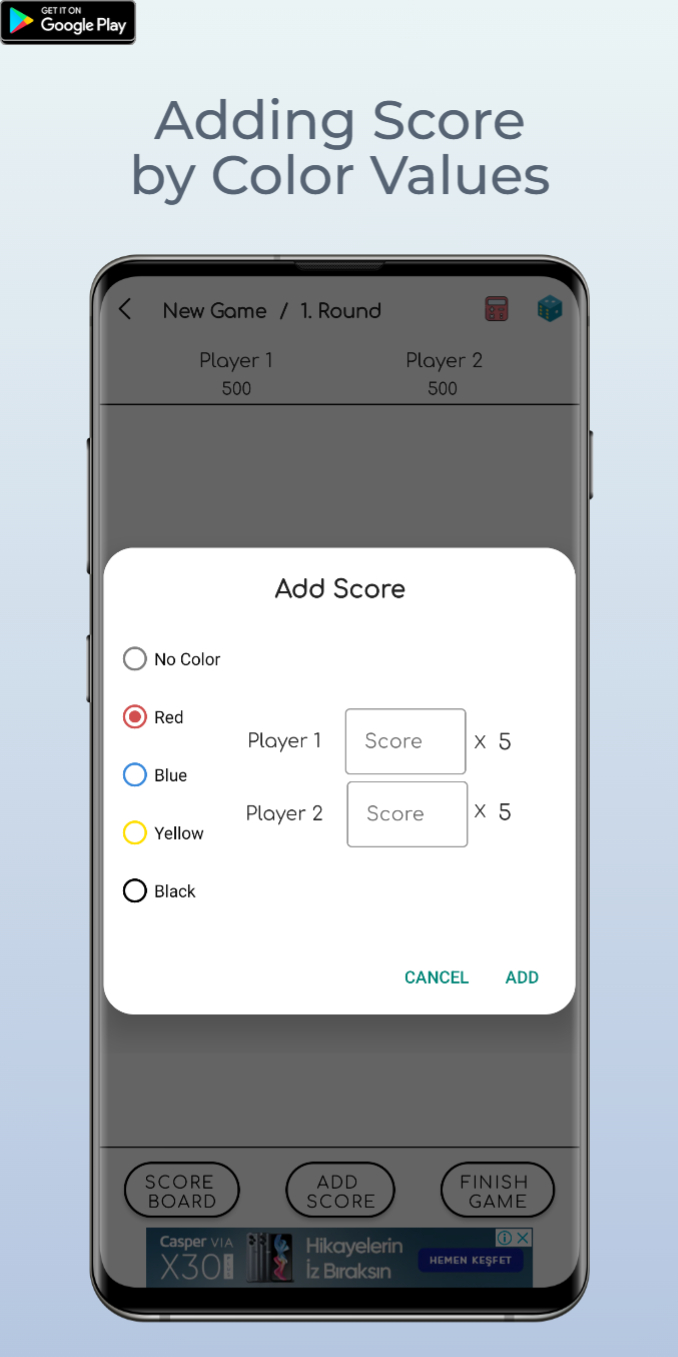 GET IT ON
Google Play
Adding Score
by Color Values
New Game / 1. Round
Player 1
Player 2
500
500
Add Score
No Color
Red
Blue
Yellow
Black
Player 1
Score
X 5
Player 2
Score
X 5
CANCEL
ADD
SCORE
BOARD
ADD
SCORE
FINISH
GAME
Casper VIA
X30
Hikayelerin
İz Bıraksın
HEMEN KEŞFET